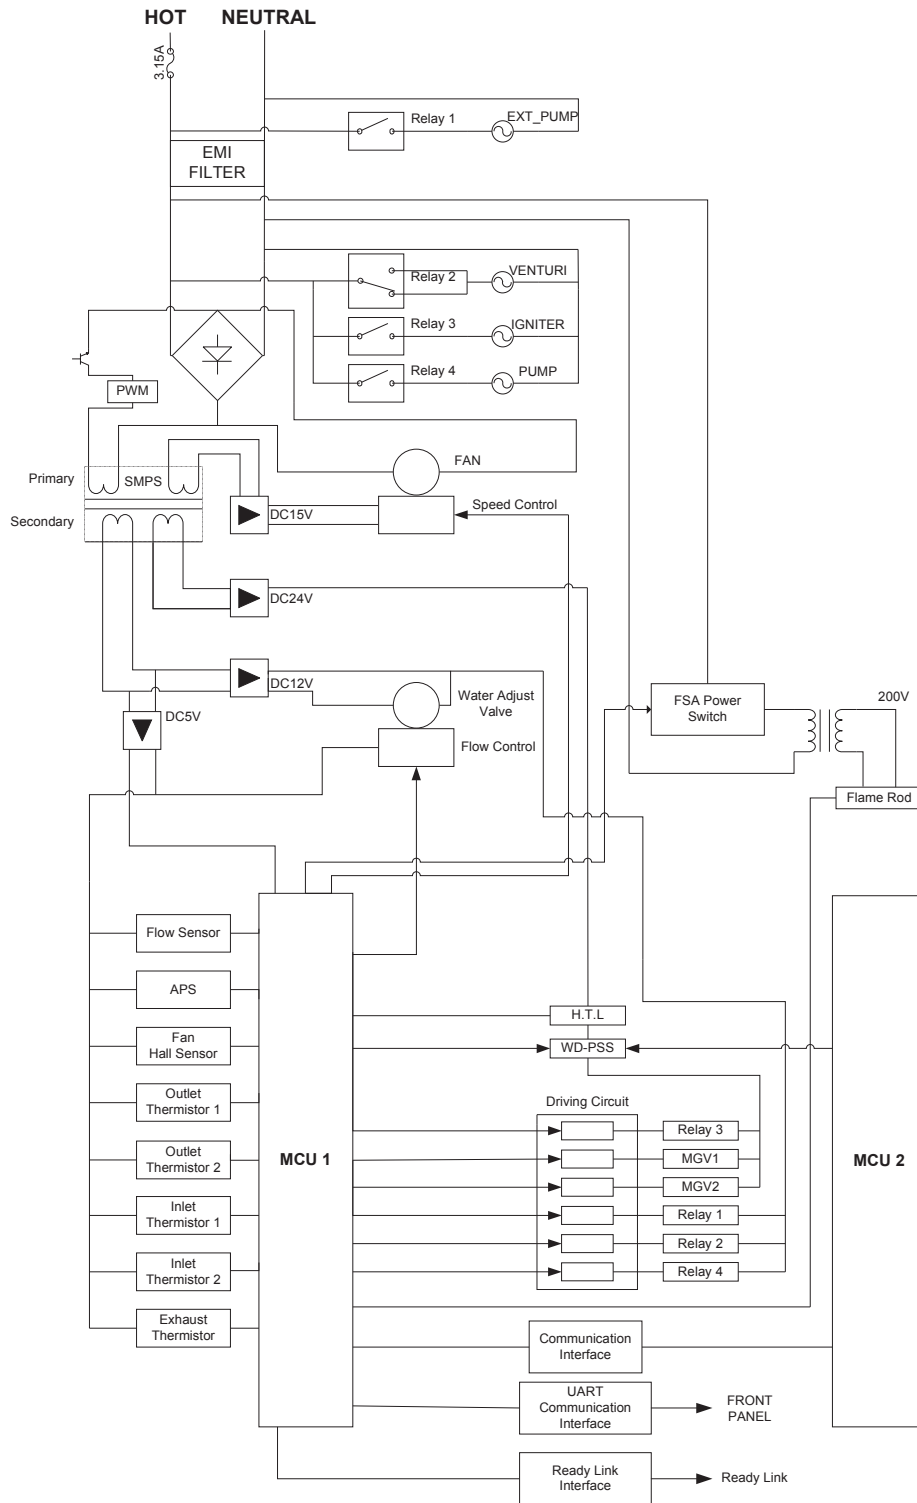 HOT
NEUTRAL
3.15A
Relay 1
EXT_PUMP
EMI
FILTER
Relay 2
VENTURI
Relay 3
IGNITER
Relay 4
PUMP
PWM
FAN
Primary
SMPS
Speed Control
Secondary
DC15V
DC24V
DC12V
Water Adjust
Valve
FSA Power
Switch
200V
DC5V
Flow Control
Flame Rod
Flow Sensor
APS
H.T.L
Fan
Hall Sensor
WD-PSS
Outlet
Thermistor 1
Driving Circuit
Relay 3
Outlet
Thermistor 2
MCU 1
MGV1
MCU 2
MGV2
Inlet
Thermistor 1
Relay 1
Relay 2
Inlet
Thermistor 2
Relay 4
Exhaust
Thermistor
Communication
Interface
UART
Communication
Interface
FRONT
PANEL
Ready Link
Interface
Ready Link